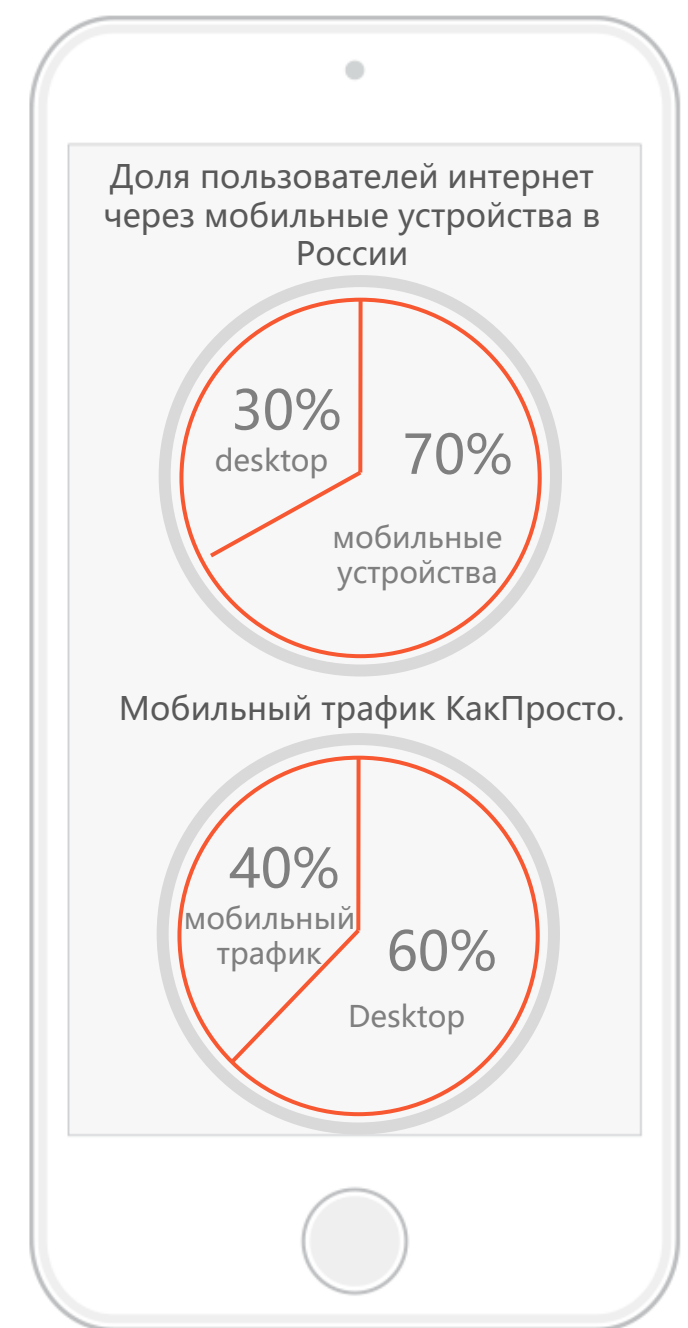 Доля пользователей интернет
через мобильные устройства в
России
30%
desktop
70%
мобильные
устройства
Мобильный трафик КакПросто.
40%
мобильный
трафик
60%
Desktop